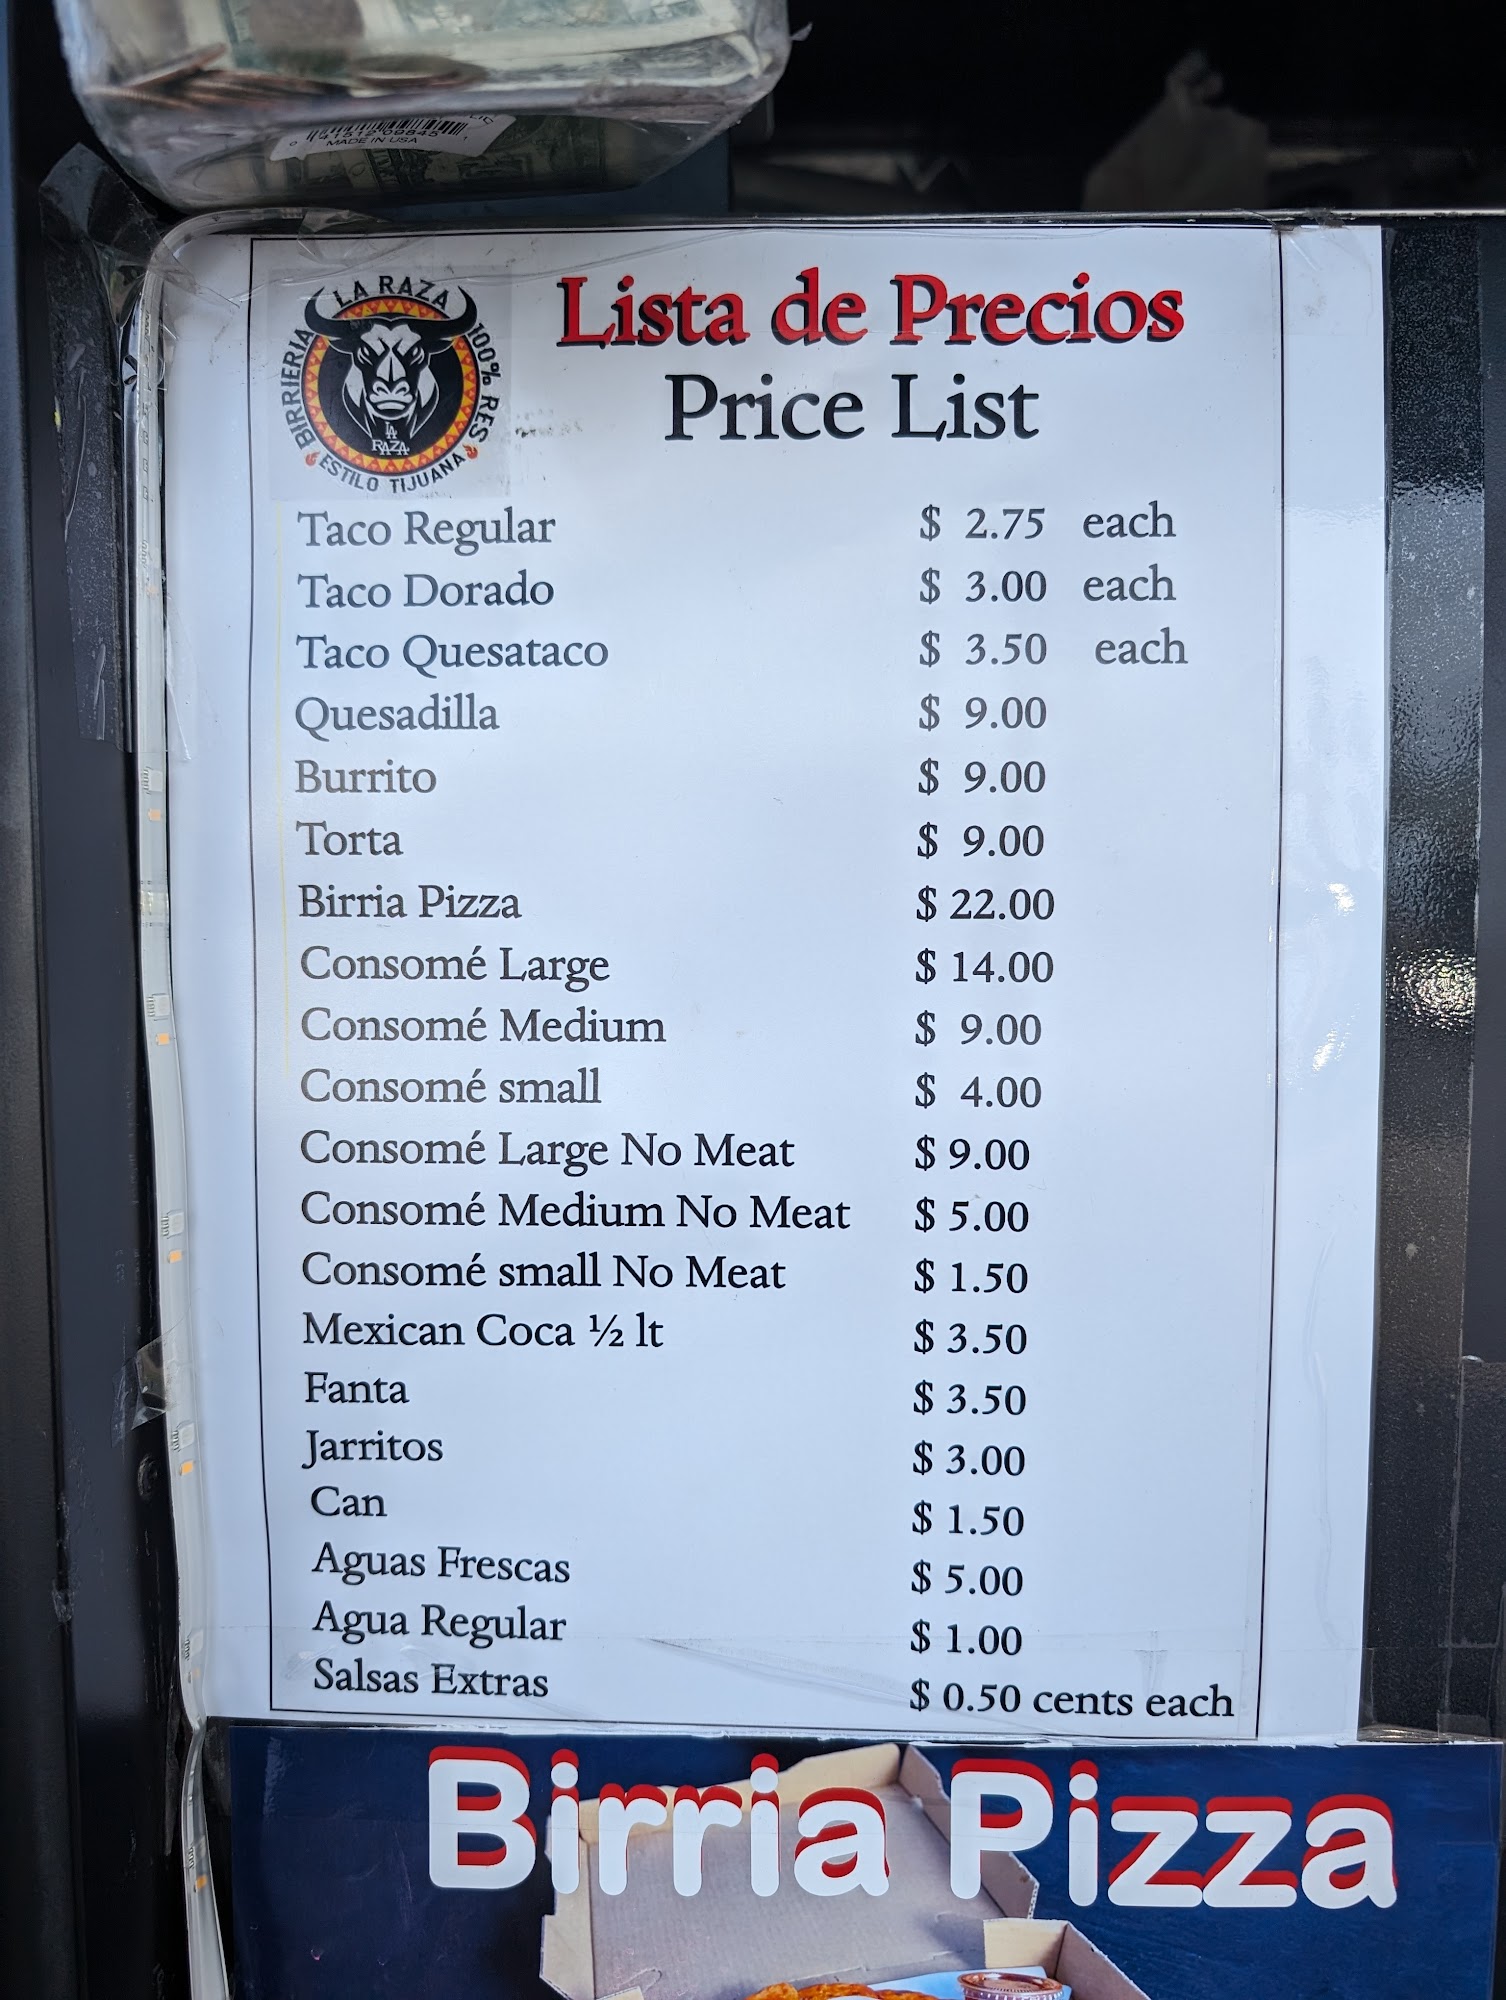 MADE IN USA
BIRRIERIA LA RAZA 100% RES
LA
RAZA
ESTILO TIJUANA
Lista de Precios
Price List
Taco Regular $ 2.75 each
Taco Dorado $ 3.00 each
Taco Quesataco $ 3.50 each
Quesadilla $ 9.00
Burrito $ 9.00
Torta $ 9.00
Birria Pizza $ 22.00
Consomé Large $ 14.00
Consomé Medium $ 9.00
Consomé small $ 4.00
Consomé Large No Meat $ 9.00
Consomé Medium No Meat $ 5.00
Consomé small No Meat $ 1.50
Mexican Coca ½ lt $ 3.50
Fanta $ 3.50
Jarritos $ 3.00
Can $ 1.50
Aguas Frescas $ 5.00
Agua Regular $ 1.00
Salsas Extras $ 0.50 cents each
Birria Pizza